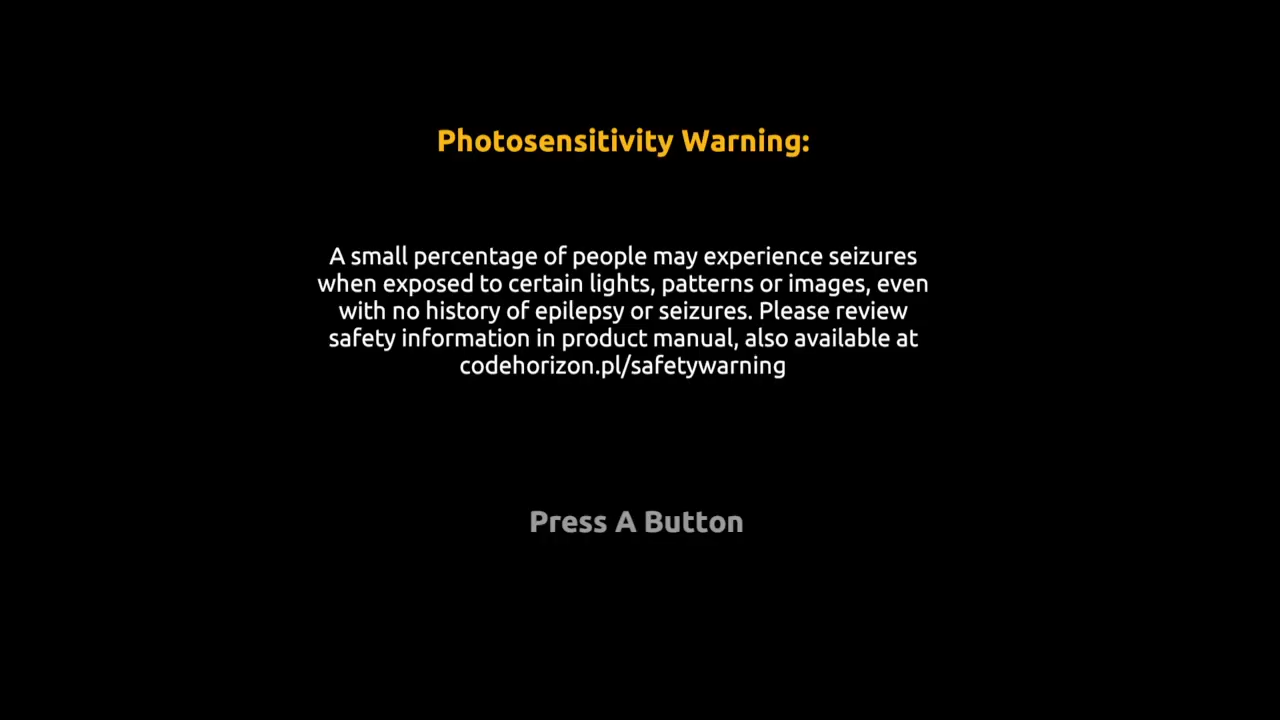 Photosensitivity Warning:
A small percentage of people may experience seizures
when exposed to certain lights, patterns or images, even
with no history of epilepsy or seizures. Please review
safety information in product manual, also available at
codehorizon.pl/safetywarning
Press A Button